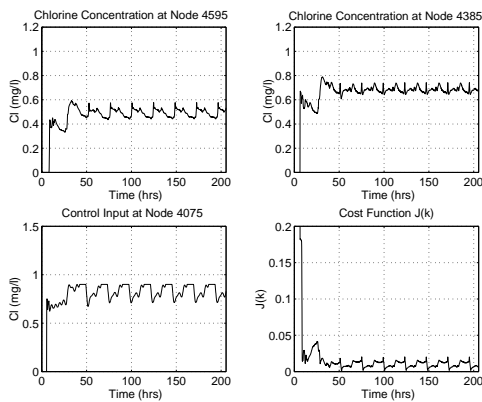 Chlorine Concentration at Node 4595
Cl (mg/l)
1.2
1
0.8
0.6
0.4
0.2
0
0 50 100 150 200
Time (hrs)
Chlorine Concentration at Node 4385
Cl (mg/l)
1.2
1
0.8
0.6
0.4
0.2
0
0 50 100 150 200
Time (hrs)
Control Input at Node 4075
Cl (mg/l)
1.5
1
0.5
0
0 50 100 150 200
Time (hrs)
Cost Function J(k)
J(k)
0.2
0.15
0.1
0.05
0
0 50 100 150 200
Time (hrs)